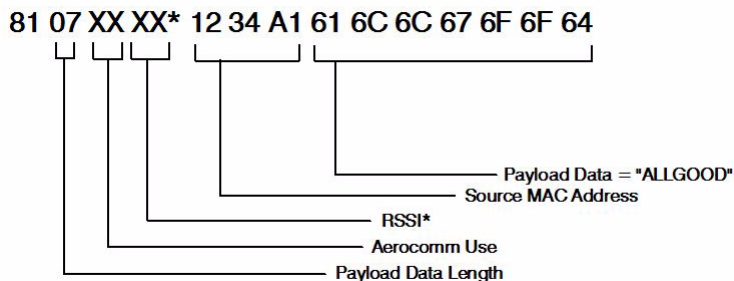 81 07 XX XX* 12 34 A1 61 6C 6C 67 6F 6F 64
Payload Data = "ALLGOOD"
Source MAC Address
RSSI*
Aerocomm Use
Payload Data Length